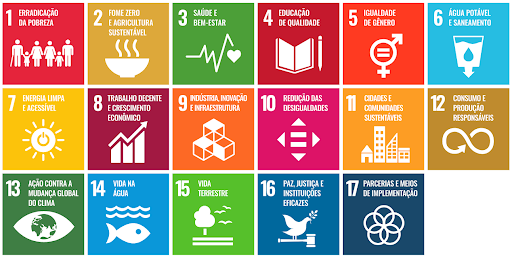 1 ERRADICAÇÃO
DA POBREZA
2 FOME ZERO
E AGRICULTURA
SUSTENTÁVEL
3 SAÚDE E
BEM-ESTAR
4 EDUCAÇÃO
DE QUALIDADE
5 IGUALDADE
DE GÊNERO
6 ÁGUA POTÁVEL
E SANEAMENTO
7 ENERGIA LIMPA
E ACESSÍVEL
8 TRABALHO DECENTE
E CRESCIMENTO
ECONÔMICO
9 INDÚSTRIA, INOVAÇÃO
E INFRAESTRUTURA
10 REDUÇÃO DAS
DESIGUALDADES
11 CIDADES E
COMUNIDADES
SUSTENTÁVEIS
12 CONSUMO E
PRODUÇÃO
RESPONSÁVEIS
13 AÇÃO CONTRA A
MUDANÇA GLOBAL
DO CLIMA
14 VIDA NA
ÁGUA
15 VIDA
TERRESTRE
16 PAZ, JUSTIÇA E
INSTITUIÇÕES
EFICAZES
17 PARCERIAS E MEIOS
DE IMPLEMENTAÇÃO